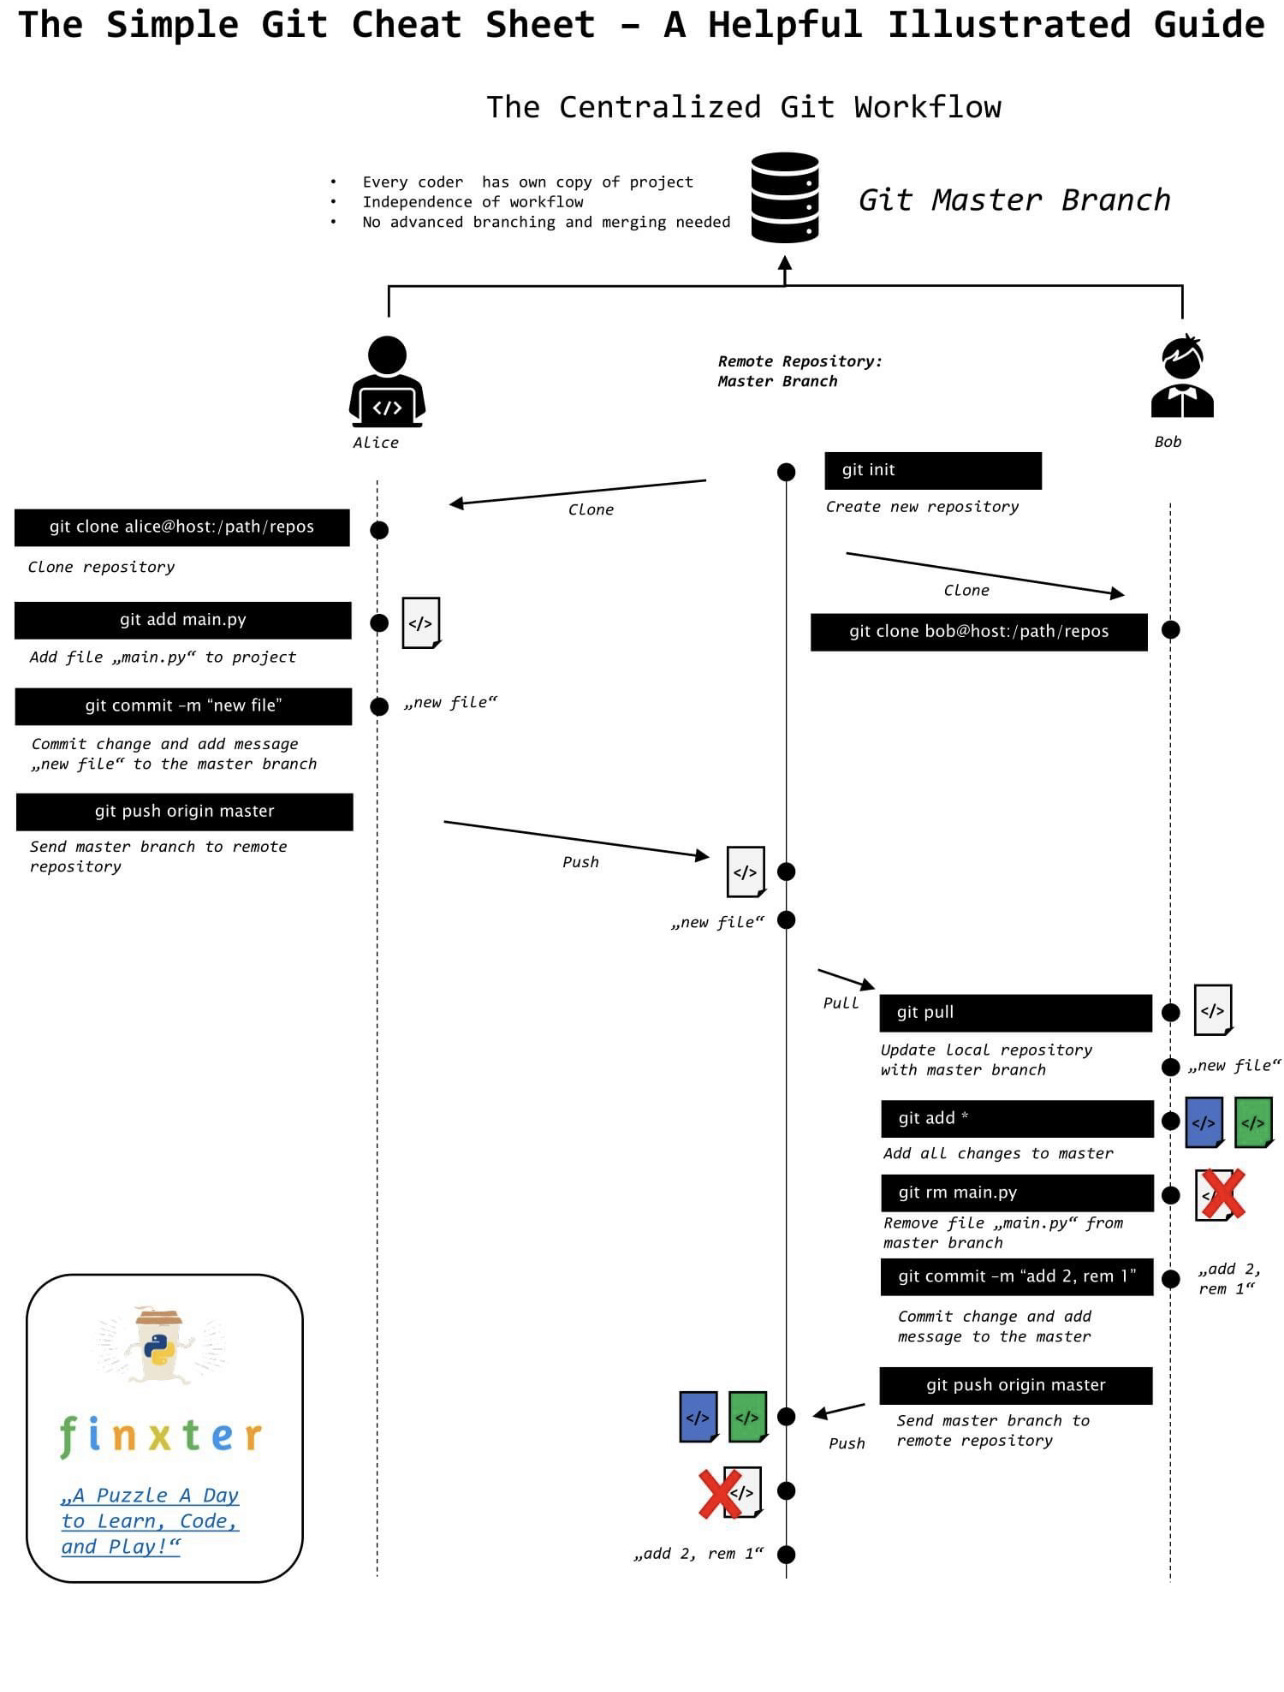 The Simple Git Cheat Sheet – A Helpful Illustrated Guide
The Centralized Git Workflow
• Every coder has own copy of project
• Independence of workflow
• No advanced branching and merging needed
Git Master Branch
Alice
Remote Repository:
Master Branch
Bob
git init
Create new repository
Clone
git clone alice@host:/path/repos
Clone repository
Clone
git clone bob@host:/path/repos
git add main.py
</>
Add file „main.py“ to project
git commit –m “new file”
„new file“
Commit change and add message
„new file“ to the master branch
git push origin master
Send master branch to remote
repository
Push
</>
„new file“
Pull
git pull
</>
Update local repository
with master branch
„new file“
git add *
</> </>
Add all changes to master
git rm main.py
Remove file „main.py“ from
master branch
git commit –m “add 2, rem 1”
„add 2,
rem 1“
Commit change and add
message to the master
git push origin master
Send master branch to
remote repository
Push
</> </>
</>
„add 2, rem 1“
finxter
„A Puzzle A Day
to Learn, Code,
and Play!“